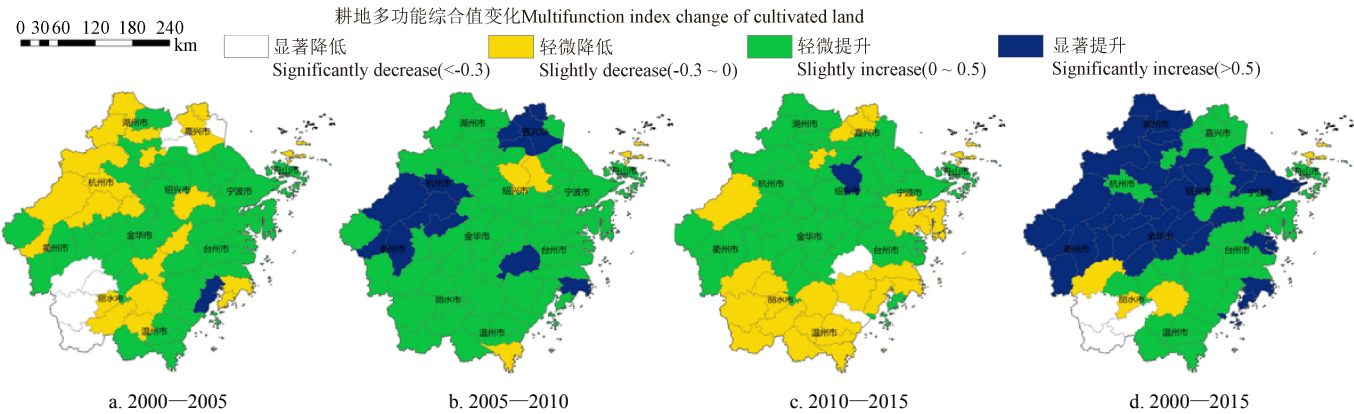 耕地多功能综合值变化Multifunction index change of cultivated land
0 30 60 120 180 240
km
显著降低
Significantly decrease(<-0.3)
轻微降低
Slightly decrease(-0.3 ~ 0)
轻微提升
Slightly increase(0 ~ 0.5)
显著提升
Significantly increase(>0.5)
湖州市
嘉兴市
舟山市
杭州市
绍兴市
宁波市
衢州市
金华市
台州市
丽水市
温州市
a. 2000—2005
湖州市
嘉兴市
舟山市
杭州市
绍兴市
宁波市
衢州市
金华市
台州市
丽水市
温州市
b. 2005—2010
湖州市
嘉兴市
舟山市
杭州市
绍兴市
宁波市
衢州市
金华市
台州市
丽水市
温州市
c. 2010—2015
湖州市
嘉兴市
舟山市
杭州市
绍兴市
宁波市
衢州市
金华市
台州市
丽水市
温州市
d. 2000—2015